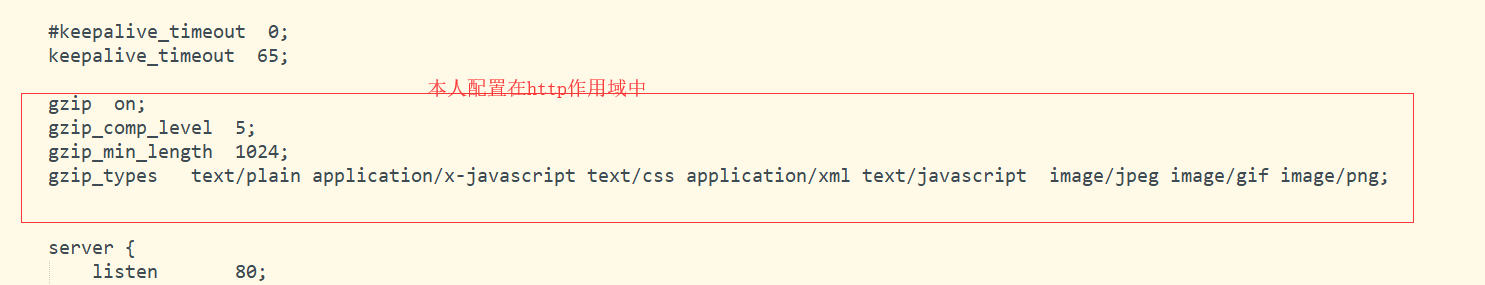 #keepalive_timeout  0;
keepalive_timeout  65;
本人配置在http作用域中
gzip  on;
gzip_comp_level  5;
gzip_min_length  1024;
gzip_types   text/plain application/x-javascript text/css application/xml text/javascript  image/jpeg image/gif image/png;
server {
listen       80;